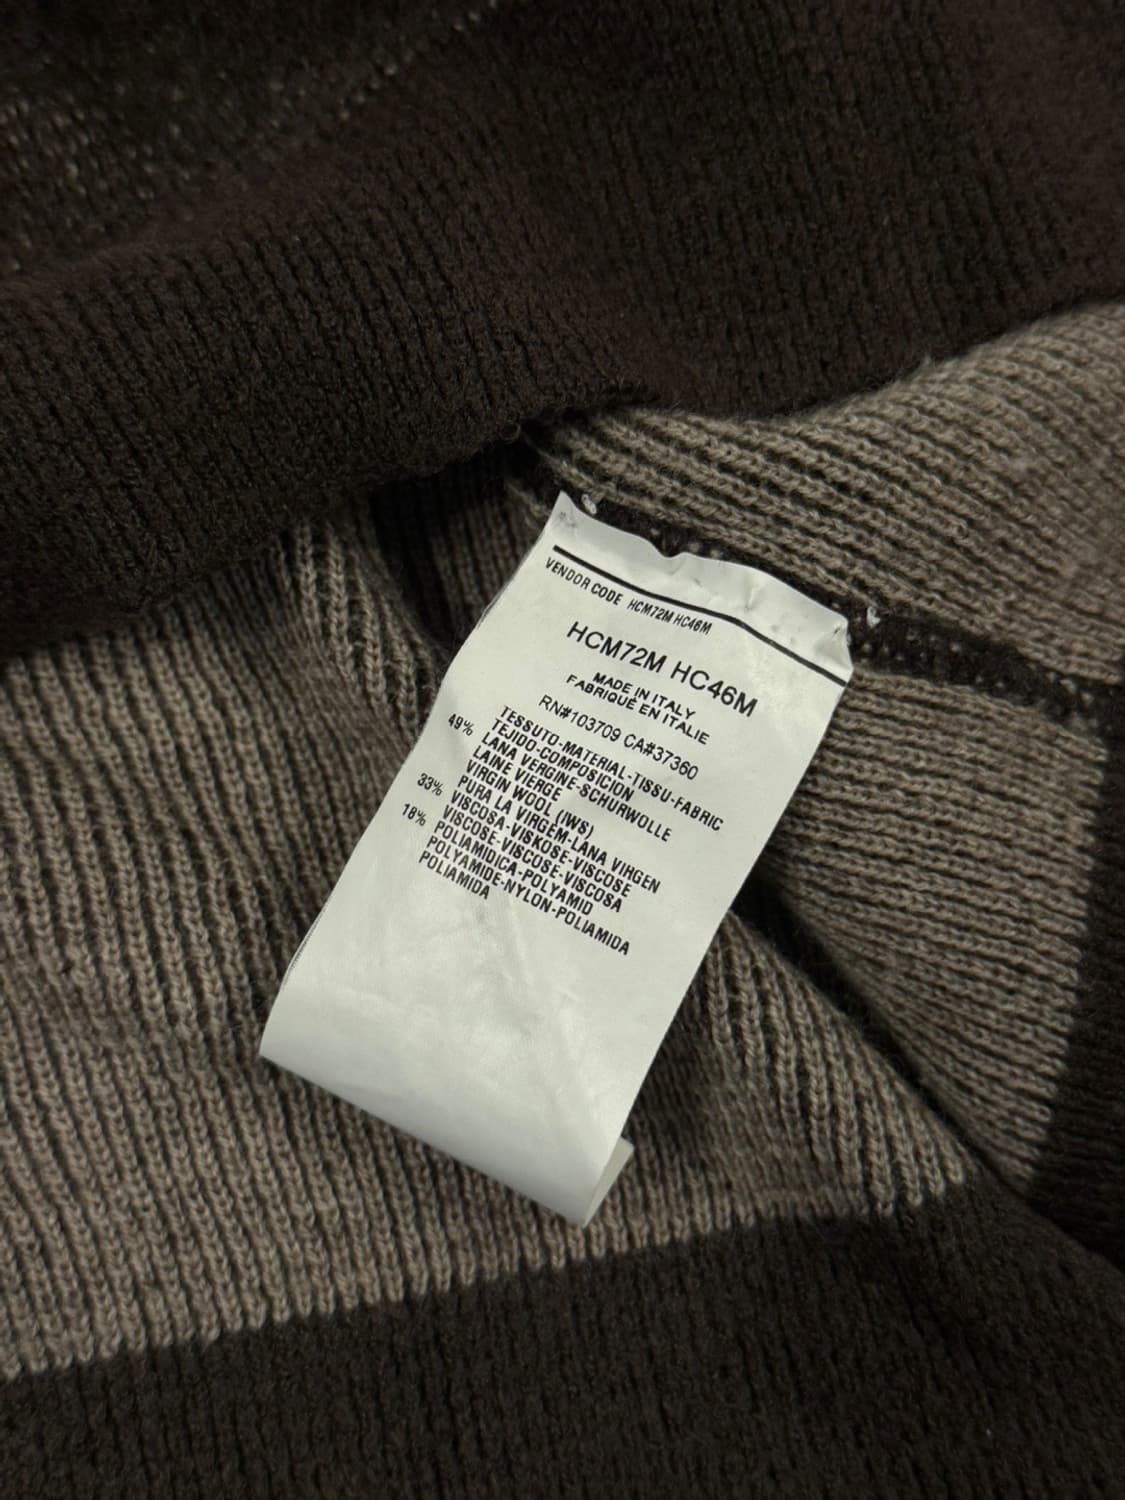 VENDOR CODE HCM72M HC46M
HCM72M HC46M
MADE IN ITALY
FABRIQUÉ EN ITALIE
RN#103709 CA#37360
TESSUTO-MATERIAL-TISSU-FABRIC
TEJIDO-COMPOSICION
49% LANA VERGINE-SCHURWOLLE
LAINE VIERGE
VIRGIN WOOL (IWS)
PURA LA VIRGEM-LANA VIHGEN
33% VISCOSA-VISKOSE-VISCOSE
VISCOSE-VISCOSE-VISCOSA
18% POLIAMIDICA-POLYAMID
POLYAMIDE-NYLON-POLIAMIDA
POLIAMIDA